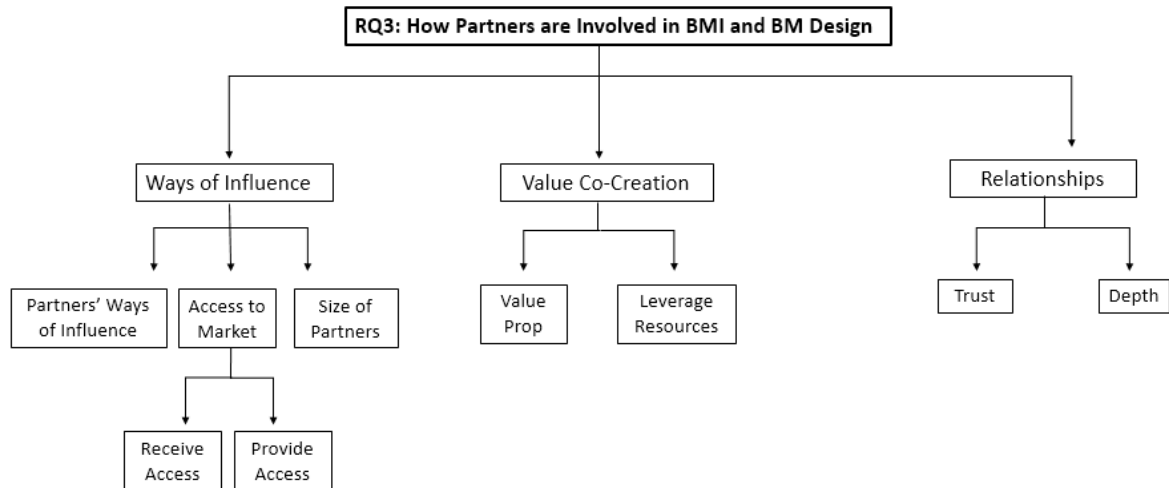 RQ3: How Partners are Involved in BMI and BM Design
Ways of Influence
Value Co-Creation
Relationships
Partners’ Ways
of Influence
Access to
Market
Size of
Partners
Value
Prop
Leverage
Resources
Trust
Depth
Receive
Access
Provide
Access